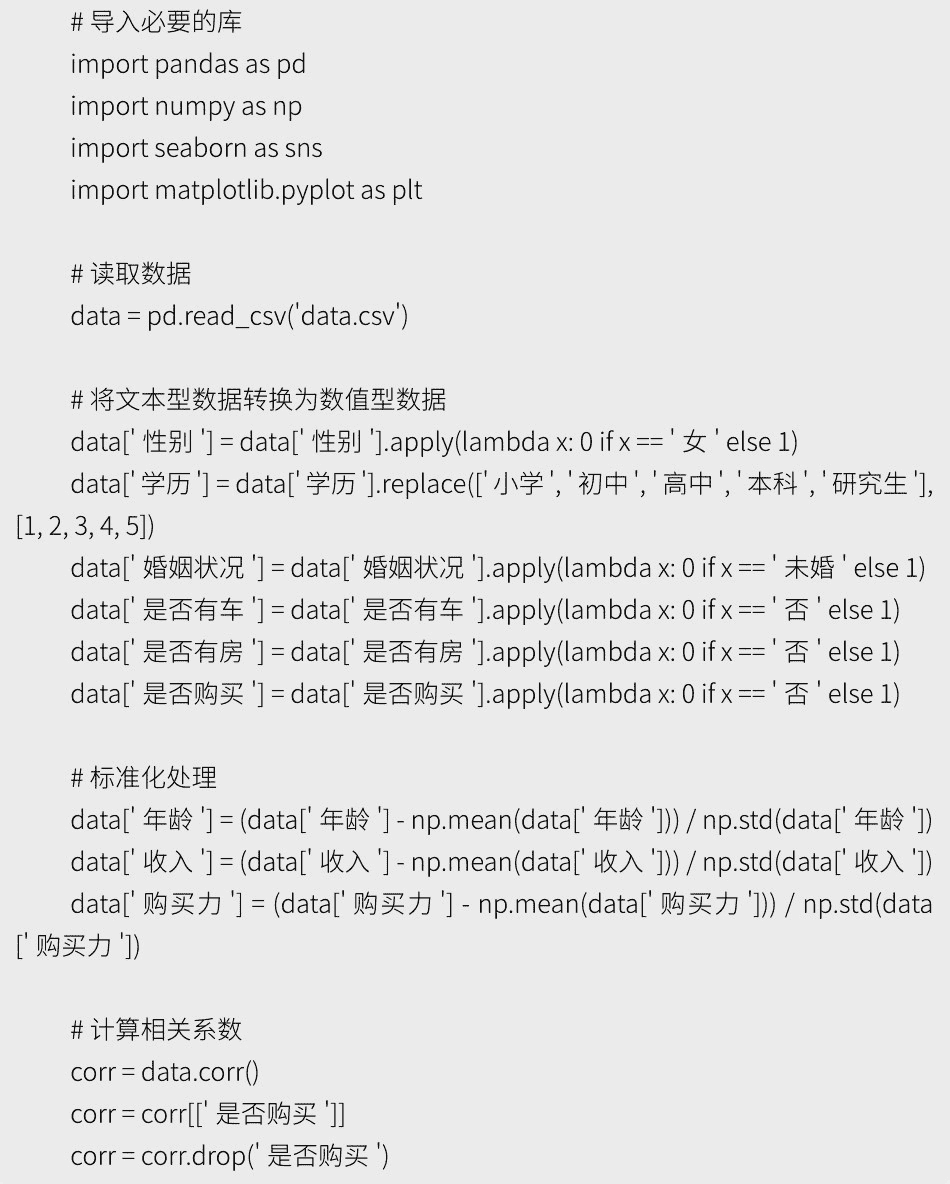 # 导入必要的库
import pandas as pd
import numpy as np
import seaborn as sns
import matplotlib.pyplot as plt
# 读取数据
data = pd.read_csv('data.csv')
# 将文本型数据转换为数值型数据
data[' 性别 '] = data[' 性别 '].apply(lambda x: 0 if x == ' 女 ' else 1)
data[' 学历 '] = data[' 学历 '].replace([' 小学 ', ' 初中 ', ' 高中 ', ' 本科 ', ' 研究生 '],
[1, 2, 3, 4, 5])
data[' 婚姻状况 '] = data[' 婚姻状况 '].apply(lambda x: 0 if x == ' 未婚 ' else 1)
data[' 是否有车 '] = data[' 是否有车 '].apply(lambda x: 0 if x == ' 否 ' else 1)
data[' 是否有房 '] = data[' 是否有房 '].apply(lambda x: 0 if x == ' 否 ' else 1)
data[' 是否购买 '] = data[' 是否购买 '].apply(lambda x: 0 if x == ' 否 ' else 1)
# 标准化处理
data[' 年龄 '] = (data[' 年龄 '] - np.mean(data[' 年龄 '])) / np.std(data[' 年龄 '])
data[' 收入 '] = (data[' 收入 '] - np.mean(data[' 收入 '])) / np.std(data[' 收入 '])
data[' 购买力 '] = (data[' 购买力 '] - np.mean(data[' 购买力 '])) / np.std(data
[' 购买力 '])
# 计算相关系数
corr = data.corr()
corr = corr[[' 是否购买 ']]
corr = corr.drop(' 是否购买 ')